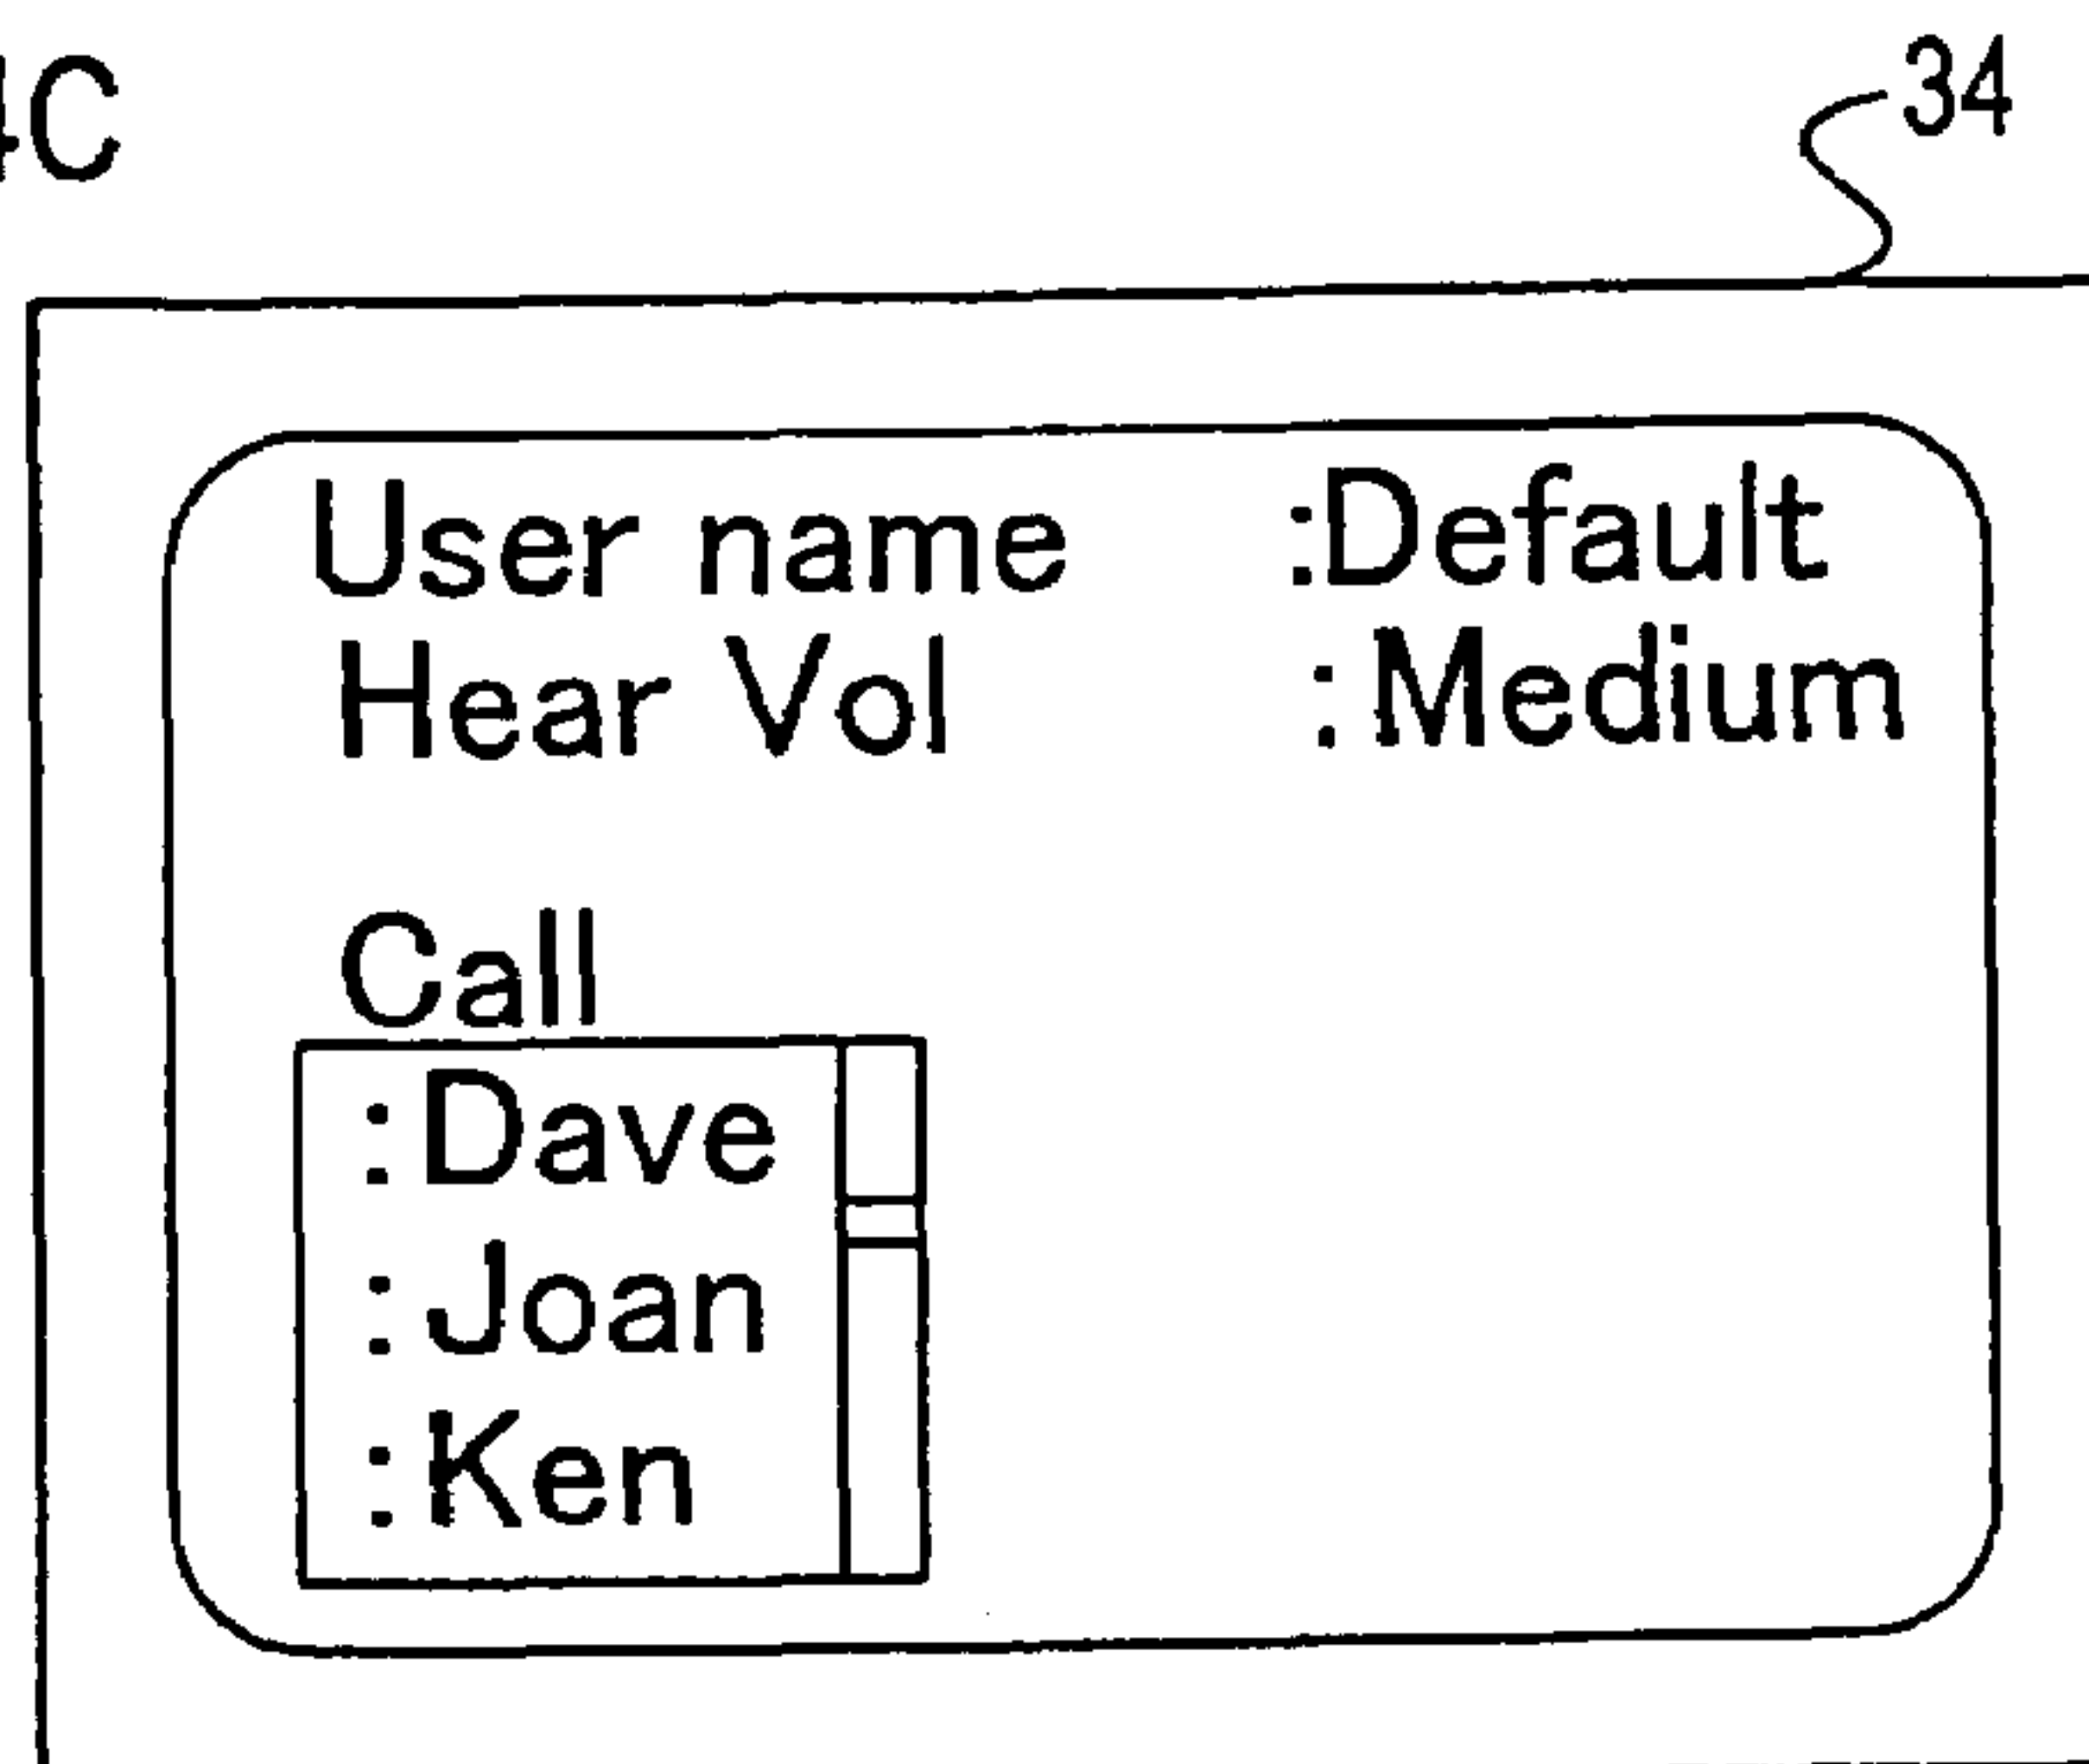 4C
34
User name :Default
Hear Vol :Medium
Call
:Dave
:Joan
:Ken